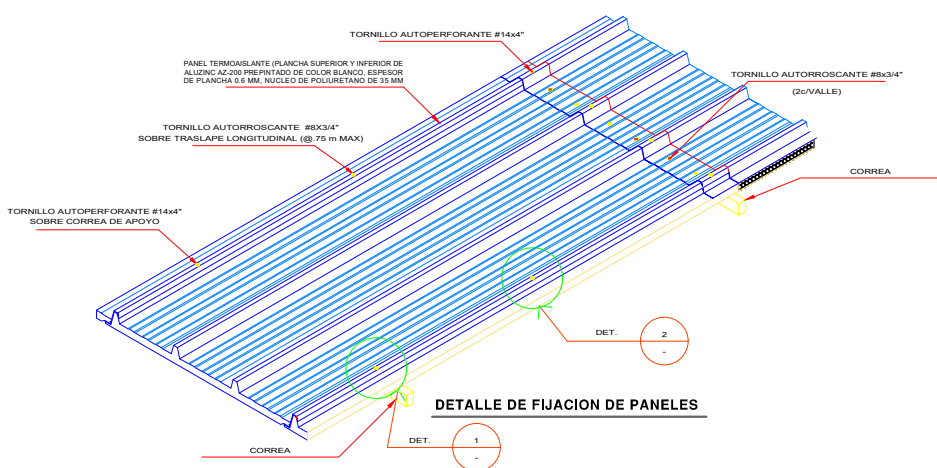 TORNILLO AUTOPERFORANTE #14x4"
PANEL TERMOAISLANTE (PLANCHA SUPERIOR Y INFERIOR DE
ALUZINC AZ-200 PREPINTADO DE COLOR BLANCO, ESPESOR
DE PLANCHA 0.6 MM, NUCLEO DE POLIURETANO DE 35 MM
TORNILLO AUTORROSCANTE #8x3/4"
(2c/VALLE)
TORNILLO AUTORROSCANTE #8X3/4"
SOBRE TRASLAPE LONGITUDINAL (@.75 m MAX)
CORREA
TORNILLO AUTOPERFORANTE #14x4"
SOBRE CORREA DE APOYO
DET.
2
-
DETALLE DE FIJACION DE PANELES
CORREA
DET.
1
-